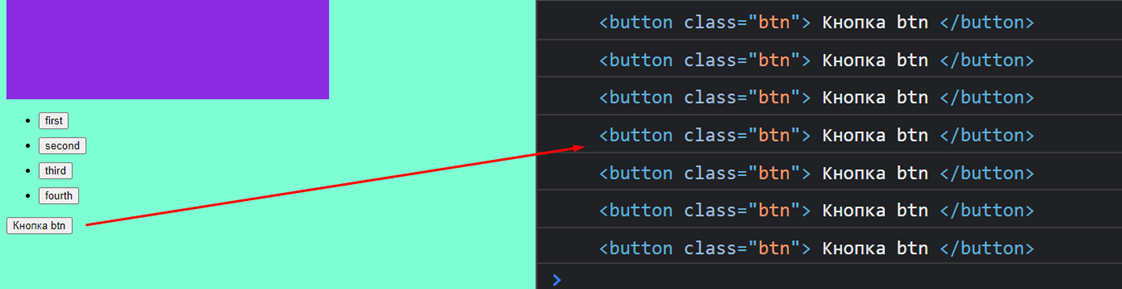 first
second
third
fourth
Кнопка btn
<button class="btn"> Кнопка btn </button>
<button class="btn"> Кнопка btn </button>
<button class="btn"> Кнопка btn </button>
<button class="btn"> Кнопка btn </button>
<button class="btn"> Кнопка btn </button>
<button class="btn"> Кнопка btn </button>
<button class="btn"> Кнопка btn </button>
>